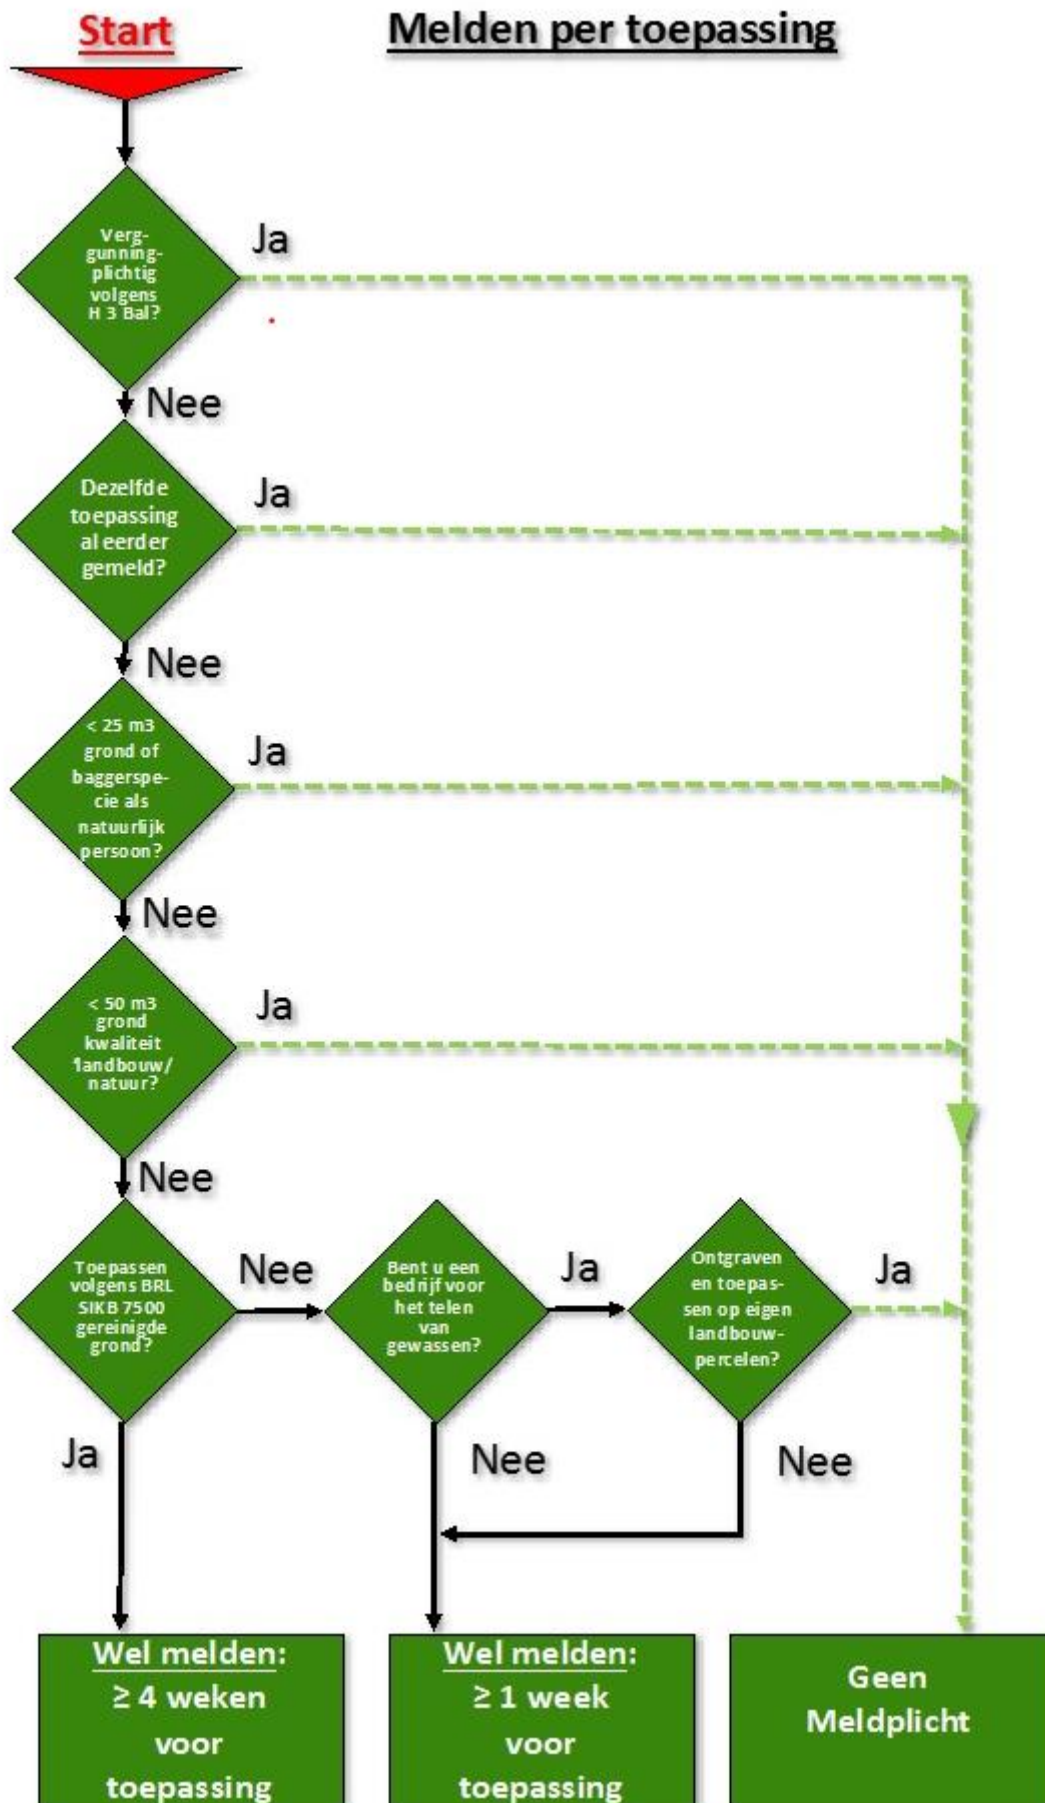 Start
Melden per toepassing
Verg-
gunning-
plichtig
volgens
H 3 Bal?
Ja
Nee
Dezelfde
toepassing
al eerder
gemeld?
Ja
Nee
< 25 m3
grond of
baggerspe-
cie als
natuurlijk
persoon?
Ja
Nee
< 50 m3
grond
kwaliteit
'landbouw/
natuur?
Ja
Nee
Toepassen
volgens BRL
SIKB 7500
gereinigde
grond?
Nee
Bent u een
bedrijf voor
het telen
van
gewassen?
Ja
Ontgraven
en toepas-
sen op eigen
landbouw-
percelen?
Ja
Ja
Nee
Nee
Wel melden:
≥ 4 weken
voor
toepassing
Wel melden:
≥ 1 week
voor
toepassing
Geen
Meldplicht